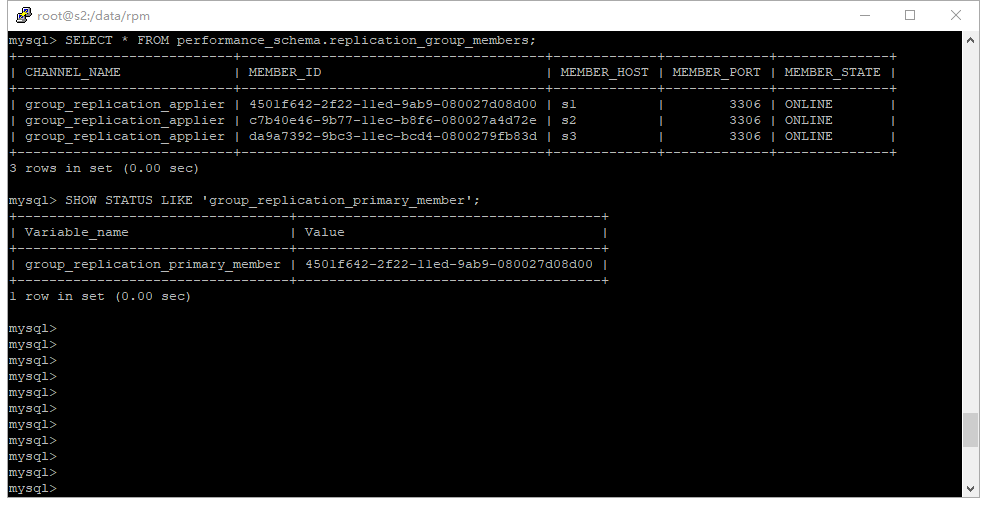 root@s2:/data/rpm
mysql> SELECT * FROM performance_schema.replication_group_members;
+---------------------------+--------------------------------------+-------------+-------------+--------------+
| CHANNEL_NAME              | MEMBER_ID                            | MEMBER_HOST | MEMBER_PORT | MEMBER_STATE |
+---------------------------+--------------------------------------+-------------+-------------+--------------+
| group_replication_applier | 4501f642-2f22-11ed-9ab9-080027d08d00 | s1          |        3306 | ONLINE       |
| group_replication_applier | c7b40e46-9b77-11ec-b8f6-080027a4d72e | s2          |        3306 | ONLINE       |
| group_replication_applier | da9a7392-9bc3-11ec-bcd4-0800279fb83d | s3          |        3306 | ONLINE       |
+---------------------------+--------------------------------------+-------------+-------------+--------------+
3 rows in set (0.00 sec)
mysql> SHOW STATUS LIKE 'group_replication_primary_member';
+----------------------------------+--------------------------------------+
| Variable_name                    | Value                                |
+----------------------------------+--------------------------------------+
| group_replication_primary_member | 4501f642-2f22-11ed-9ab9-080027d08d00 |
+----------------------------------+--------------------------------------+
1 row in set (0.00 sec)
mysql>
mysql>
mysql>
mysql>
mysql>
mysql>
mysql>
mysql>
mysql>
mysql>
mysql>